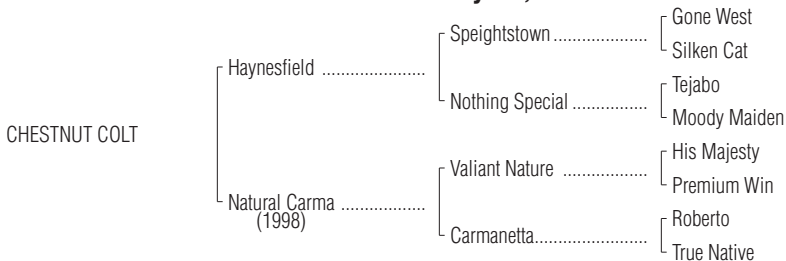 Gone West
Speightstown ....................
Silken Cat
Haynesfield ......................
Tejabo
Nothing Special ................
Moody Maiden
CHESTNUT COLT
His Majesty
Valiant Nature ..................
Premium Win
Natural Carma ..................
(1998)
Roberto
Carmanetta........................
True Native